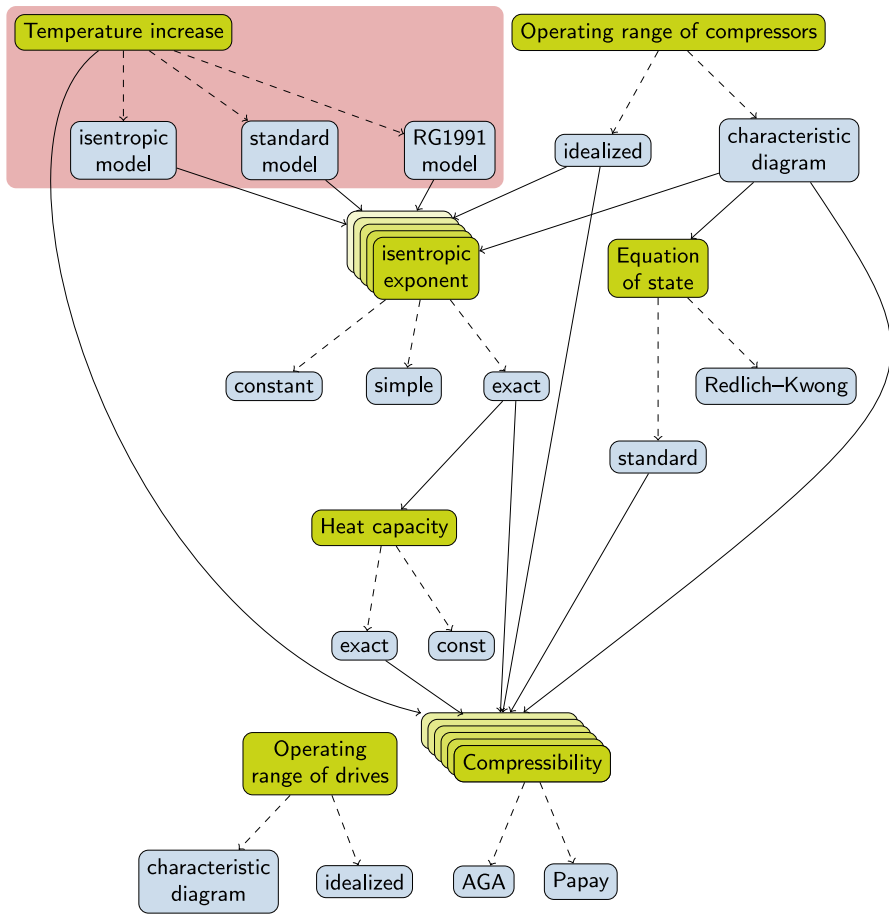 Temperature increase
Operating range of compressors
isentropic
model
standard
model
RG1991
model
idealized
characteristic
diagram
isentropic
exponent
Equation
of state
constant
simple
exact
Redlich–Kwong
standard
Heat capacity
exact
const
Operating
range of drives
Compressibility
characteristic
diagram
idealized
AGA
Papay